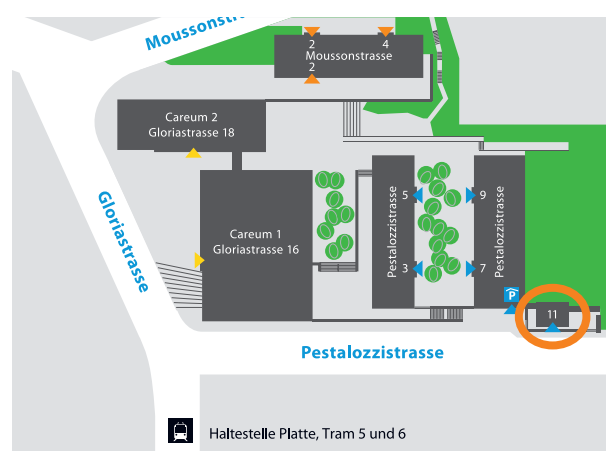 Moussonstra
2
4
Moussonstrasse
2
Careum 2
Gloriastrasse 18
Gloriastrasse
Careum 1
Gloriastrasse 16
5
3
Pestalozzistrasse
9
7
Pestalozzistrasse
P
11
Pestalozzistrasse
Haltestelle Platte, Tram 5 und 6